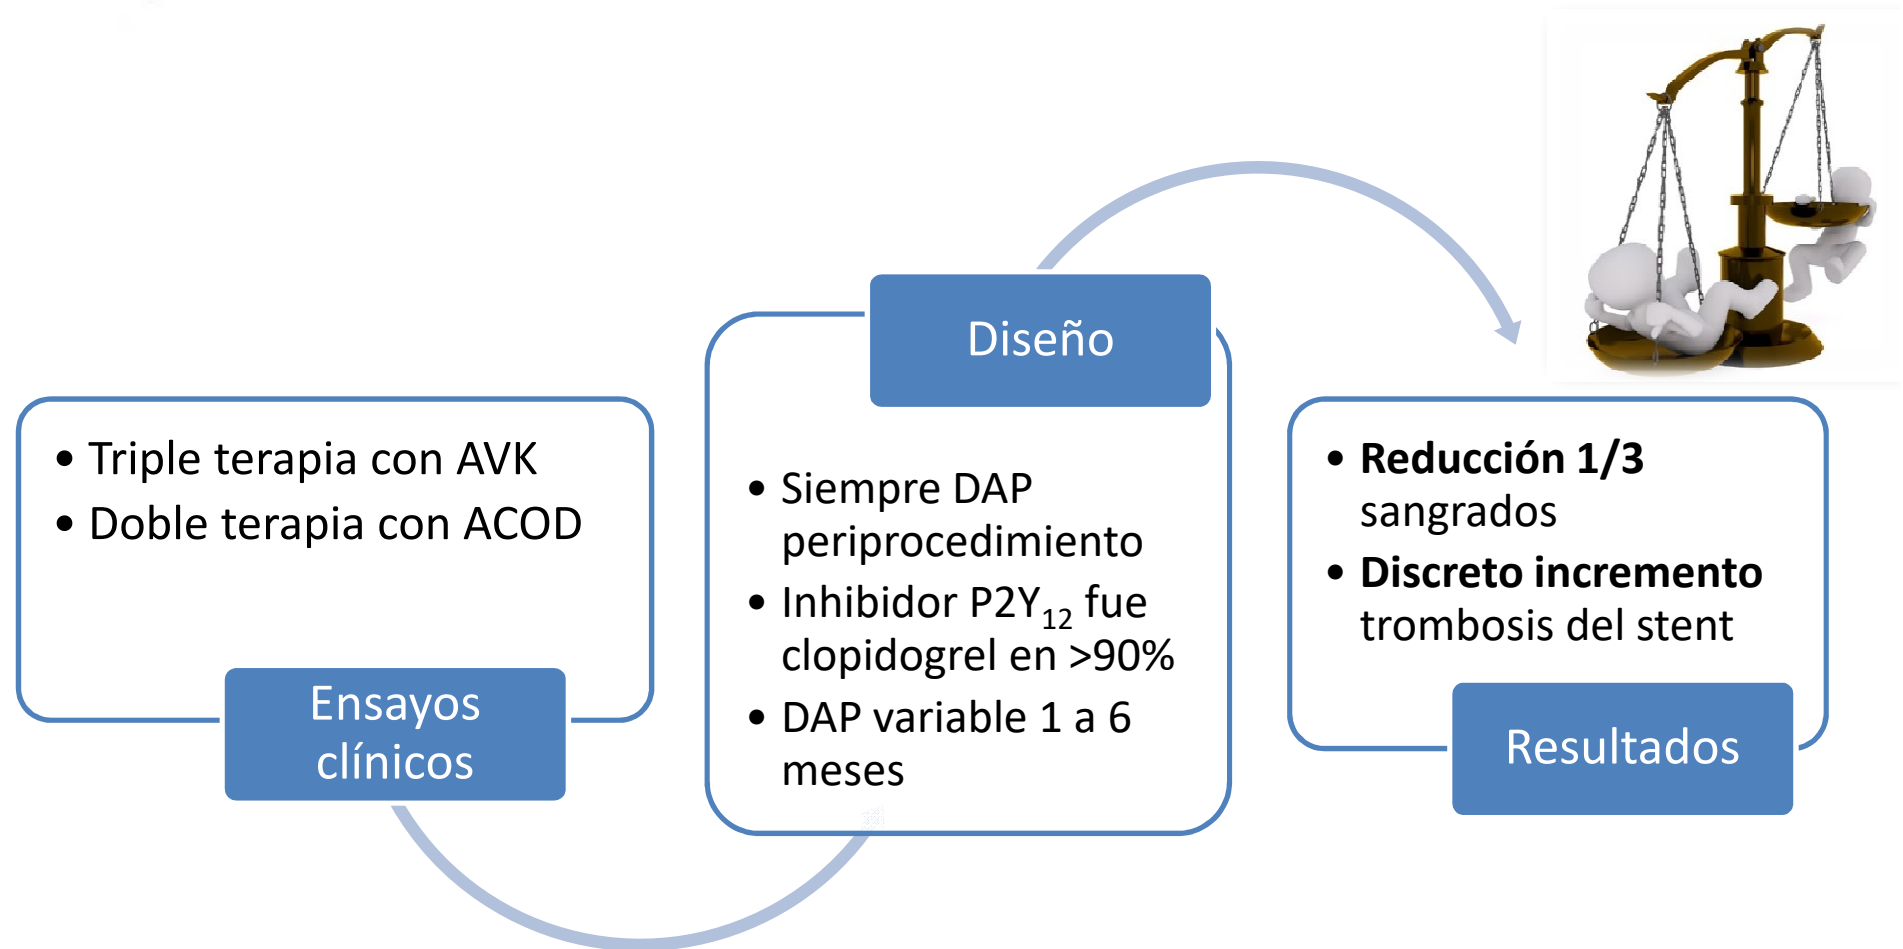 • Triple terapia con AVK
• Doble terapia con ACOD
Ensayos
clínicos
Diseño
• Siempre DAP
periprocedimiento
• Inhibidor P2Y₁₂ fue
clopidogrel en >90%
• DAP variable 1 a 6
meses
• Reducción 1/3
sangrados
• Discreto incremento
trombosis del stent
Resultados